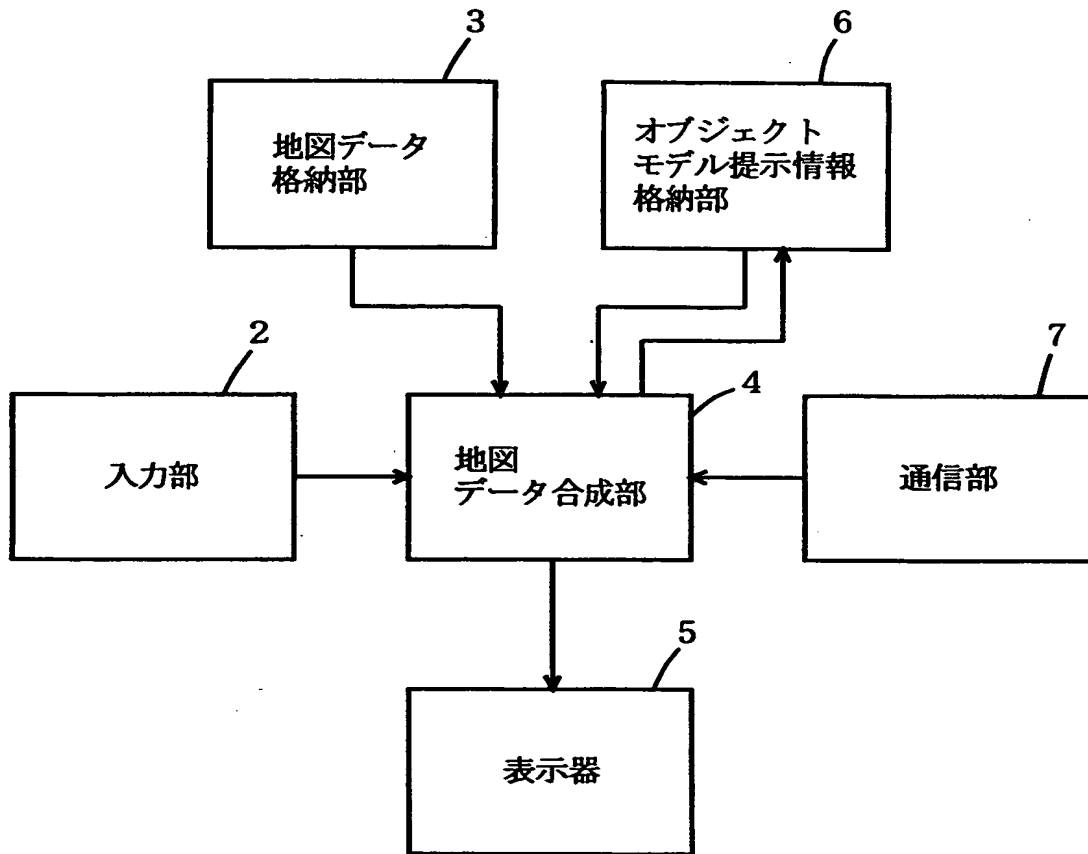 3
地図データ
格納部
6
オブジェクト
モデル提示情報
格納部
2
入力部
4
地図
データ合成部
7
通信部
5
表示器